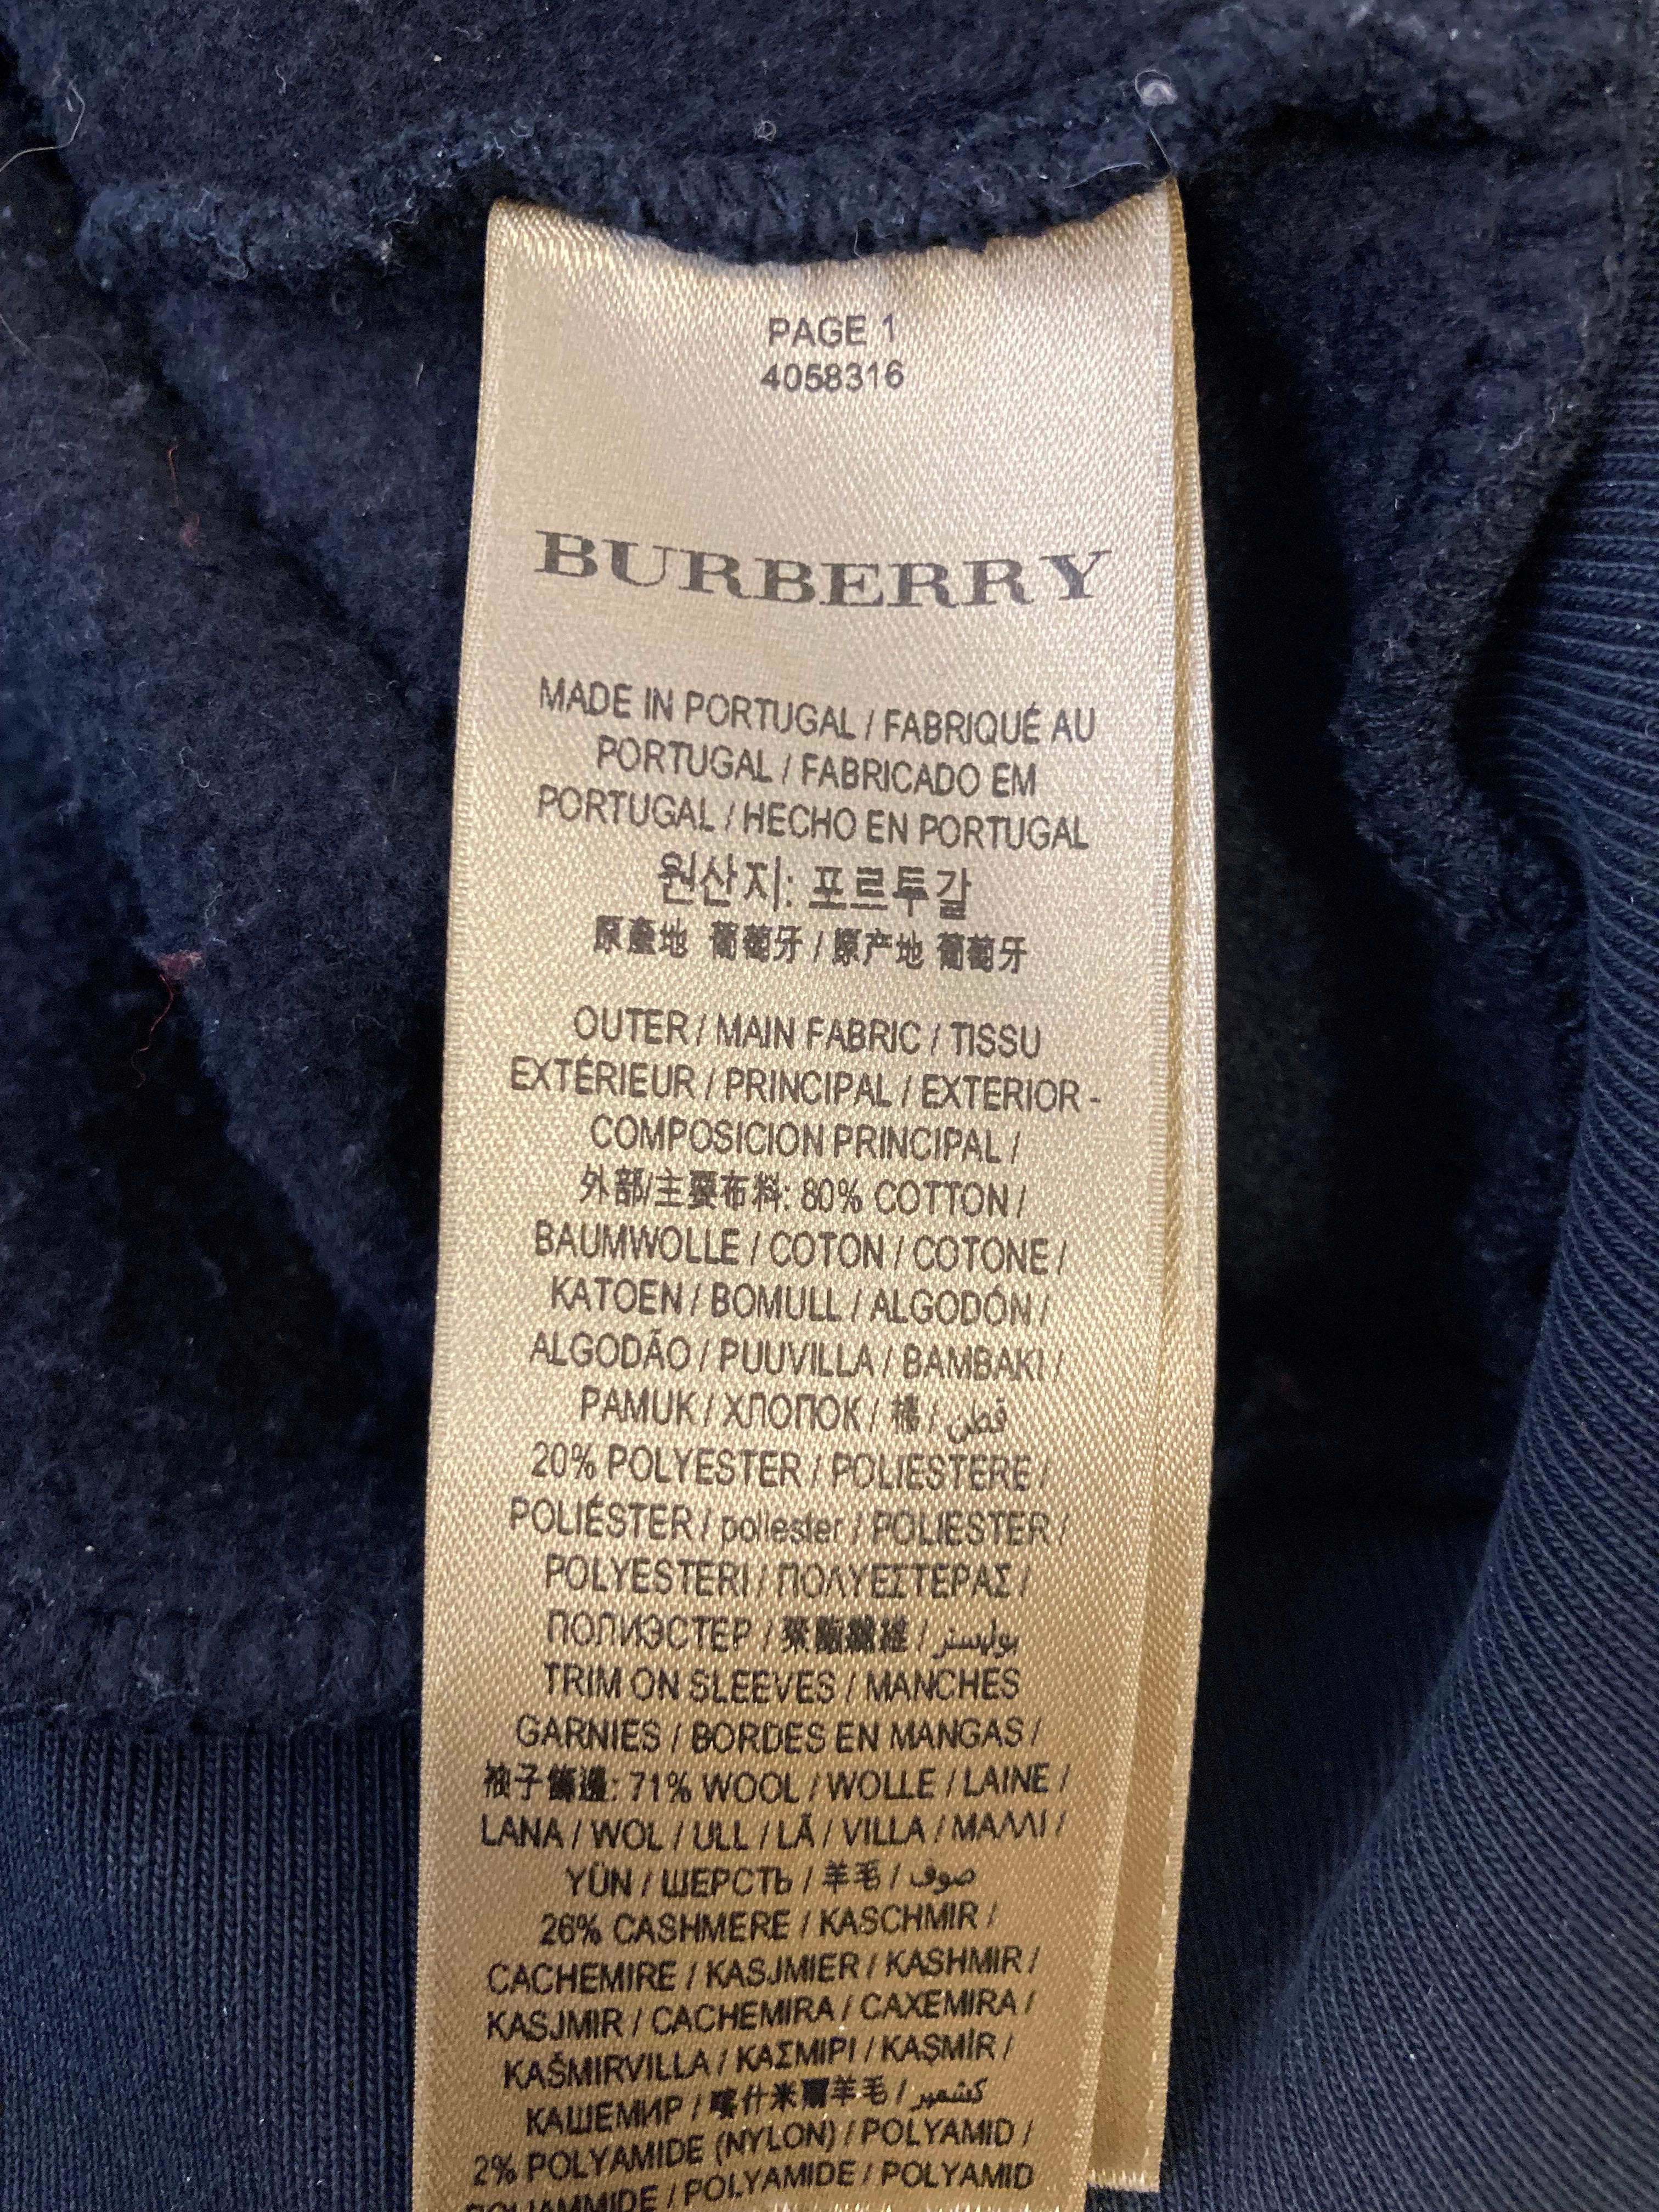 PAGE 1
4058316
BURBERRY
MADE IN PORTUGAL / FABRIQUÉ AU
PORTUGAL / FABRICADO EM
PORTUGAL / HECHO EN PORTUGAL
원산지: 포르투갈
原產地 葡萄牙 / 原产地 葡萄牙
OUTER / MAIN FABRIC / TISSU
EXTÉRIEUR / PRINCIPAL / EXTERIOR -
COMPOSICION PRINCIPAL /
外部/主要布料: 80% COTTON /
BAUMWOLLE / COTON / COTONE /
KATOEN / BOMULL / ALGODÓN /
ALGODÃO / PUUVILLA / BAMBAKI /
PAMUK / ХЛОПОК / 棉 / قطن
20% POLYESTER / POLIESTERE /
POLIÉSTER / poliester / POLIESTER /
POLYESTERI / ΠΟΛΥΕΣΤΕΡΑΣ /
ПОЛИЭСТЕР / 聚酯纖維 / بوليستر
TRIM ON SLEEVES / MANCHES
GARNIES / BORDES EN MANGAS /
袖子飾邊: 71% WOOL / WOLLE / LAINE /
LANA / WOL / ULL / LÃ / VILLA / ΜΑΛΛΙ /
YÜN / ШЕРСТЬ / 羊毛 / صوف
26% CASHMERE / KASCHMIR /
CACHEMIRE / KASJMIER / KASHMIR /
KASJMIR / CACHEMIRA / CAXEMIRA /
KAŠMIRVILLA / ΚΑΣΜΙΡΙ / KAŞMİR /
КАШЕМИР / 喀什米爾羊毛 / كشمير
2% POLYAMIDE (NYLON) / POLYAMID /
POLIAMMIDE / POLYAMIDE / POLYAMID